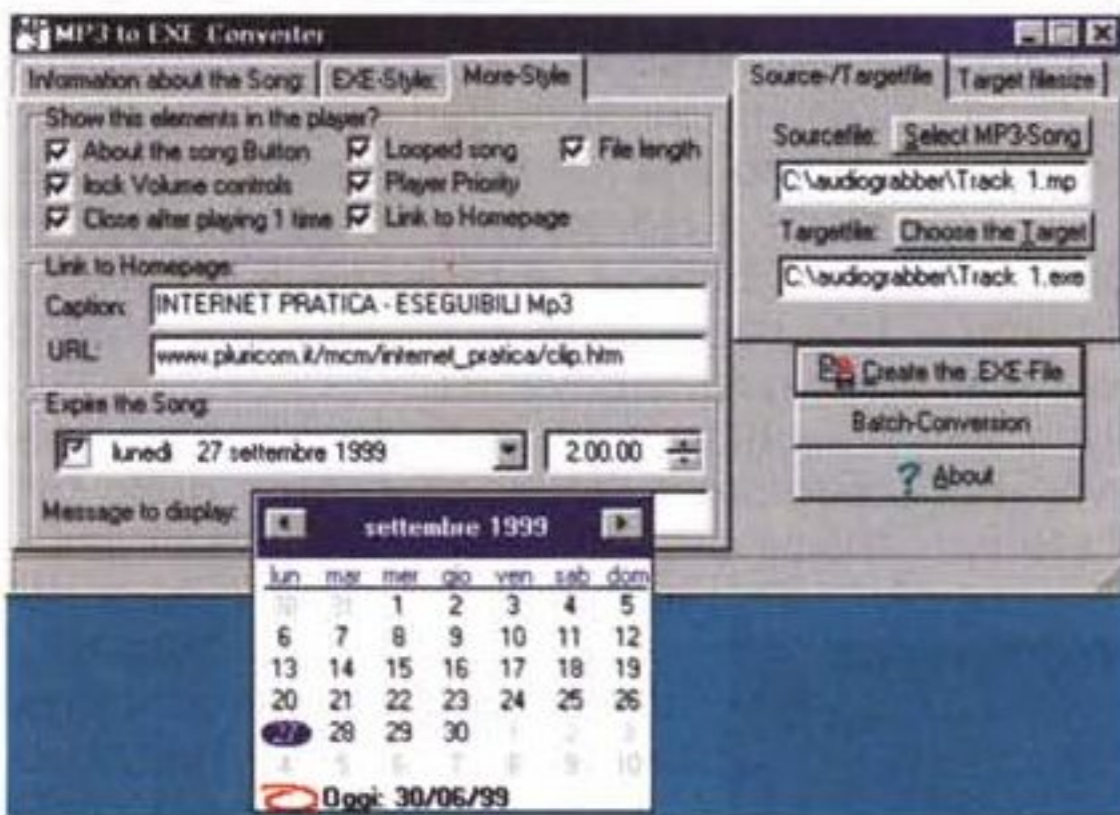 MP3 to EXE Converter
Information about the Song: EXE-Style: More-Style
Show this elements in the player?
About the song Button Looped song File length
lock Volume controls Player Priority
Close after playing 1 time Link to Homepage
Link to Homepage:
Caption: INTERNET PRATICA - ESEGUIBILI Mp3
URL: www.pluricom.it/mcm/internet_pratica/clip.htm
Expire the Song:
lunedì 27 settembre 1999 2.00.00
Message to display:
Source-/Targetfile Target filesize
Sourcefile: Select MP3-Song
C:\audiograbber\Track 1.mp
Targetfile: Choose the Target
C:\audiograbber\Track 1.exe
Create the .EXE-File
Batch-Conversion
? About
settembre 1999
lun mar mer gio ven sab dom
30 31 1 2 3 4 5
6 7 8 9 10 11 12
13 14 15 16 17 18 19
20 21 22 23 24 25 26
27 28 29 30 1 2 3
4 5 6 7 8 9 10
Oggi: 30/06/99